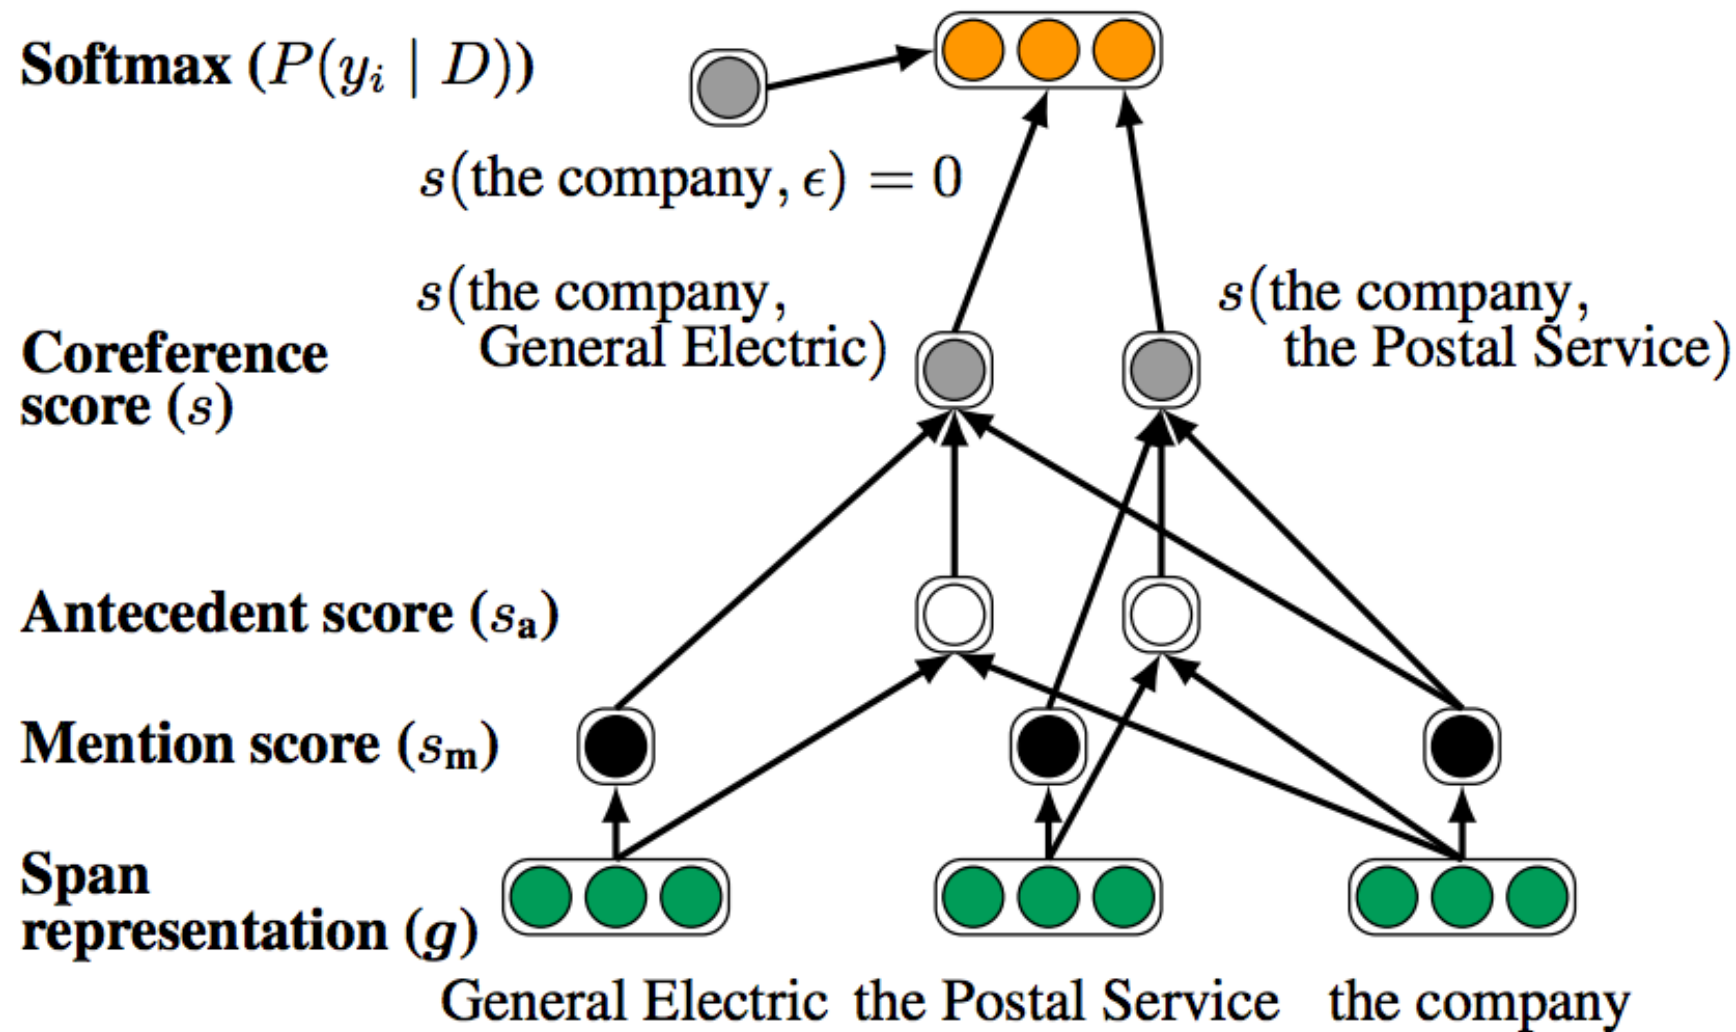 Softmax (P(y_i | D))
s(the company, ϵ) = 0
s(the company,
General Electric)
s(the company,
the Postal Service)
Coreference
score (s)
Antecedent score (s_a)
Mention score (s_m)
Span
representation (g)
General Electric
the Postal Service
the company